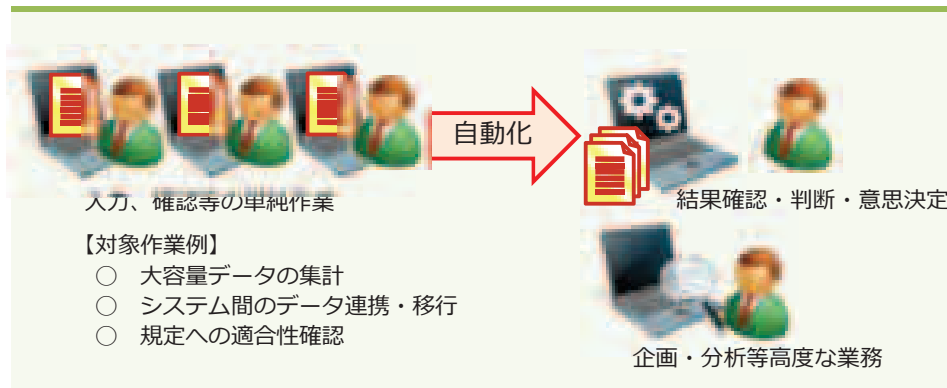 自動化
入力、確認等の単純作業
結果確認・判断・意思決定
【対象作業例】
○ 大容量データの集計
○ システム間のデータ連携・移行
○ 規定への適合性確認
企画・分析等高度な業務